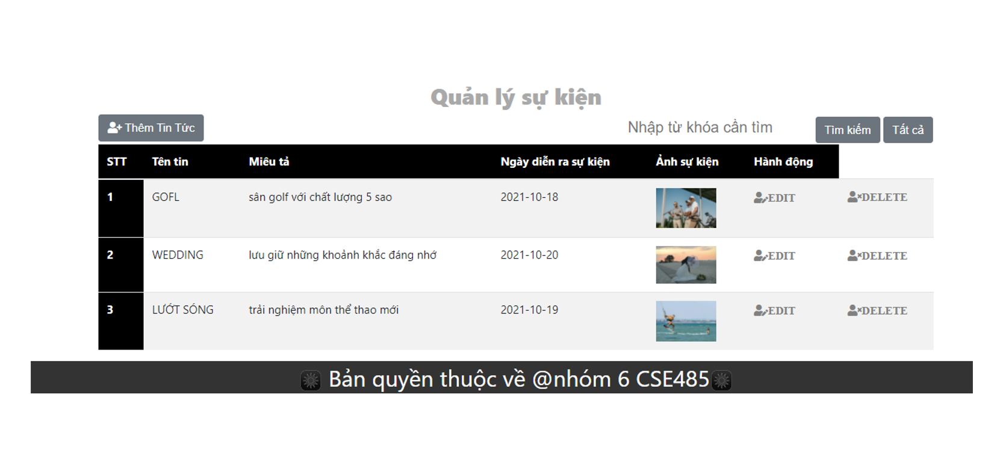 Quản lý sự kiện
Thêm Tin Tức Nhập từ khóa cần tìm Tìm kiếm Tất cả
STT Tên tin Miêu tả Ngày diễn ra sự kiện Ảnh sự kiện Hành động
1 GOFL sân golf với chất lượng 5 sao 2021-10-18 EDIT DELETE
2 WEDDING lưu giữ những khoảnh khắc đáng nhớ 2021-10-20 EDIT DELETE
3 LƯỚT SÓNG trải nghiệm môn thể thao mới 2021-10-19 EDIT DELETE
Bản quyền thuộc về @nhóm 6 CSE485